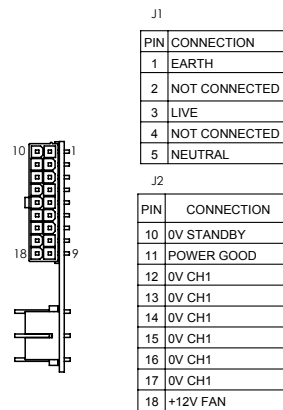 J1
PIN CONNECTION
1 EARTH
2 NOT CONNECTED
3 LIVE
4 NOT CONNECTED
5 NEUTRAL
J2
PIN CONNECTION
10 0V STANDBY
11 POWER GOOD
12 0V CH1
13 0V CH1
14 0V CH1
15 0V CH1
16 0V CH1
17 0V CH1
18 +12V FAN
10 1
18 9